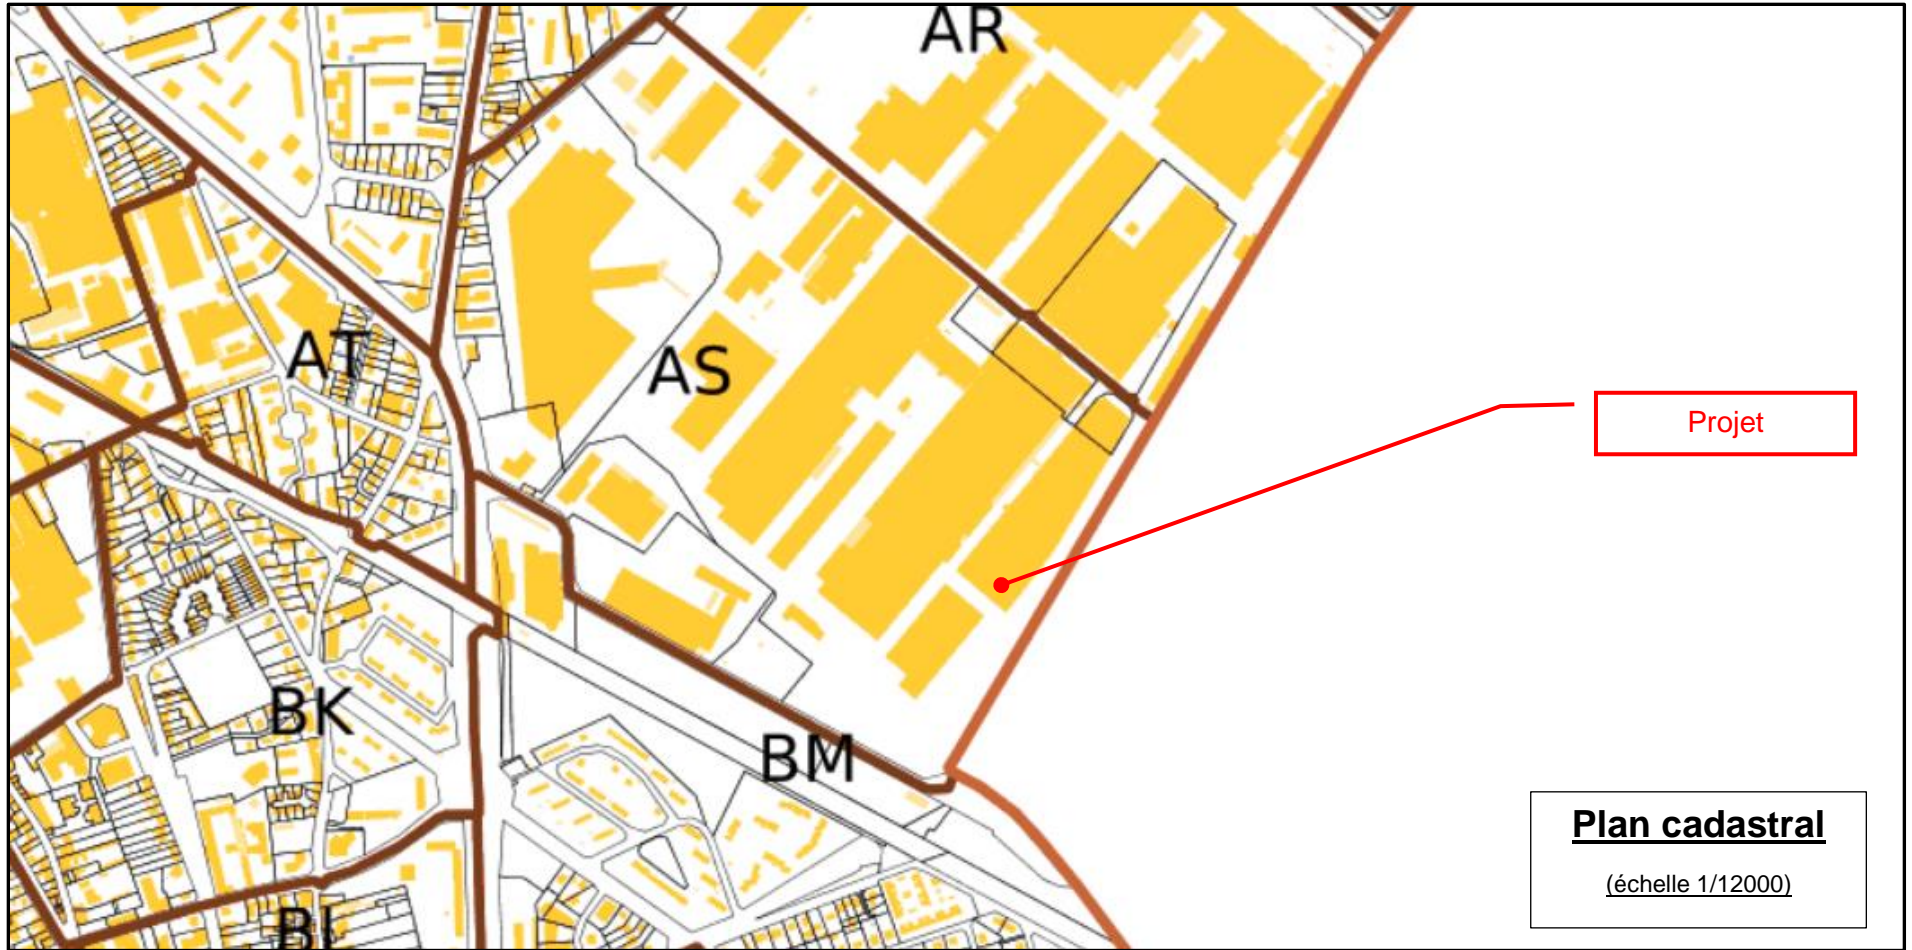 AR
AT
AS
Projet
BK
BM
Plan cadastral
(échelle 1/12000)